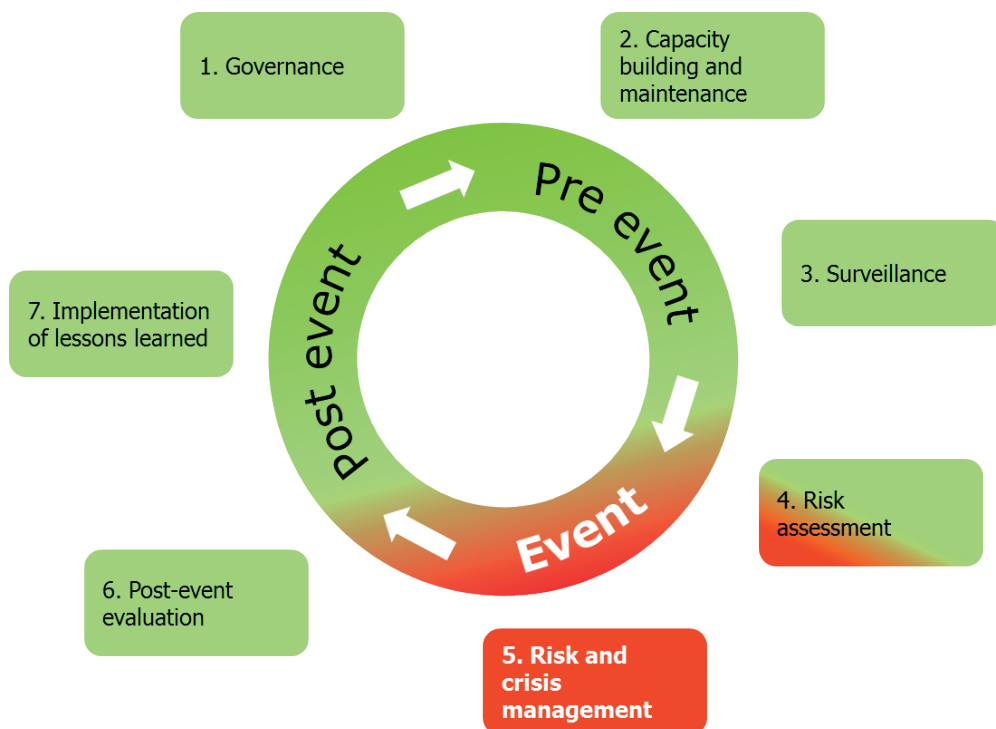 1. Governance
2. Capacity
building and
maintenance
Pre event
3. Surveillance
Post event
7. Implementation
of lessons learned
4. Risk
assessment
Event
6. Post-event
evaluation
5. Risk and
crisis
management